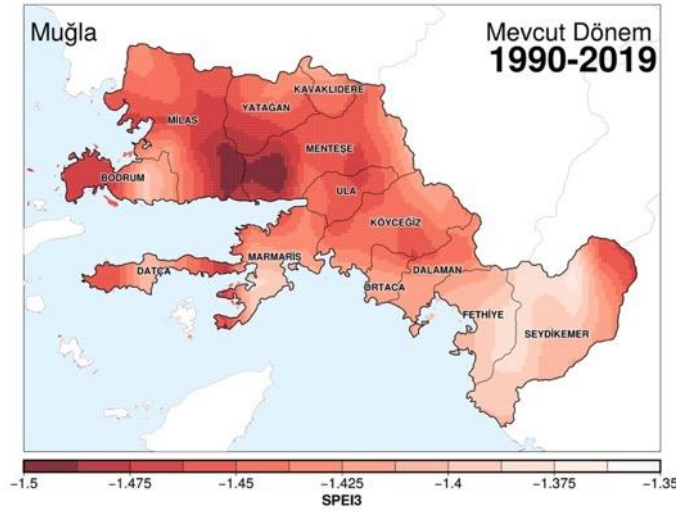 Muğla
Mevcut Dönem
1990-2019
KAVAKLIDERE
YATAĞAN
MİLAS
MENTEŞE
BODRUM
ULA
KÖYCEĞİZ
MARMARİS
DATÇA
DALAMAN
ORTACA
FETHİYE
SEYDİKEMER
-1.5 -1.475 -1.45 -1.425 -1.4 -1.375 -1.35
SPEI3